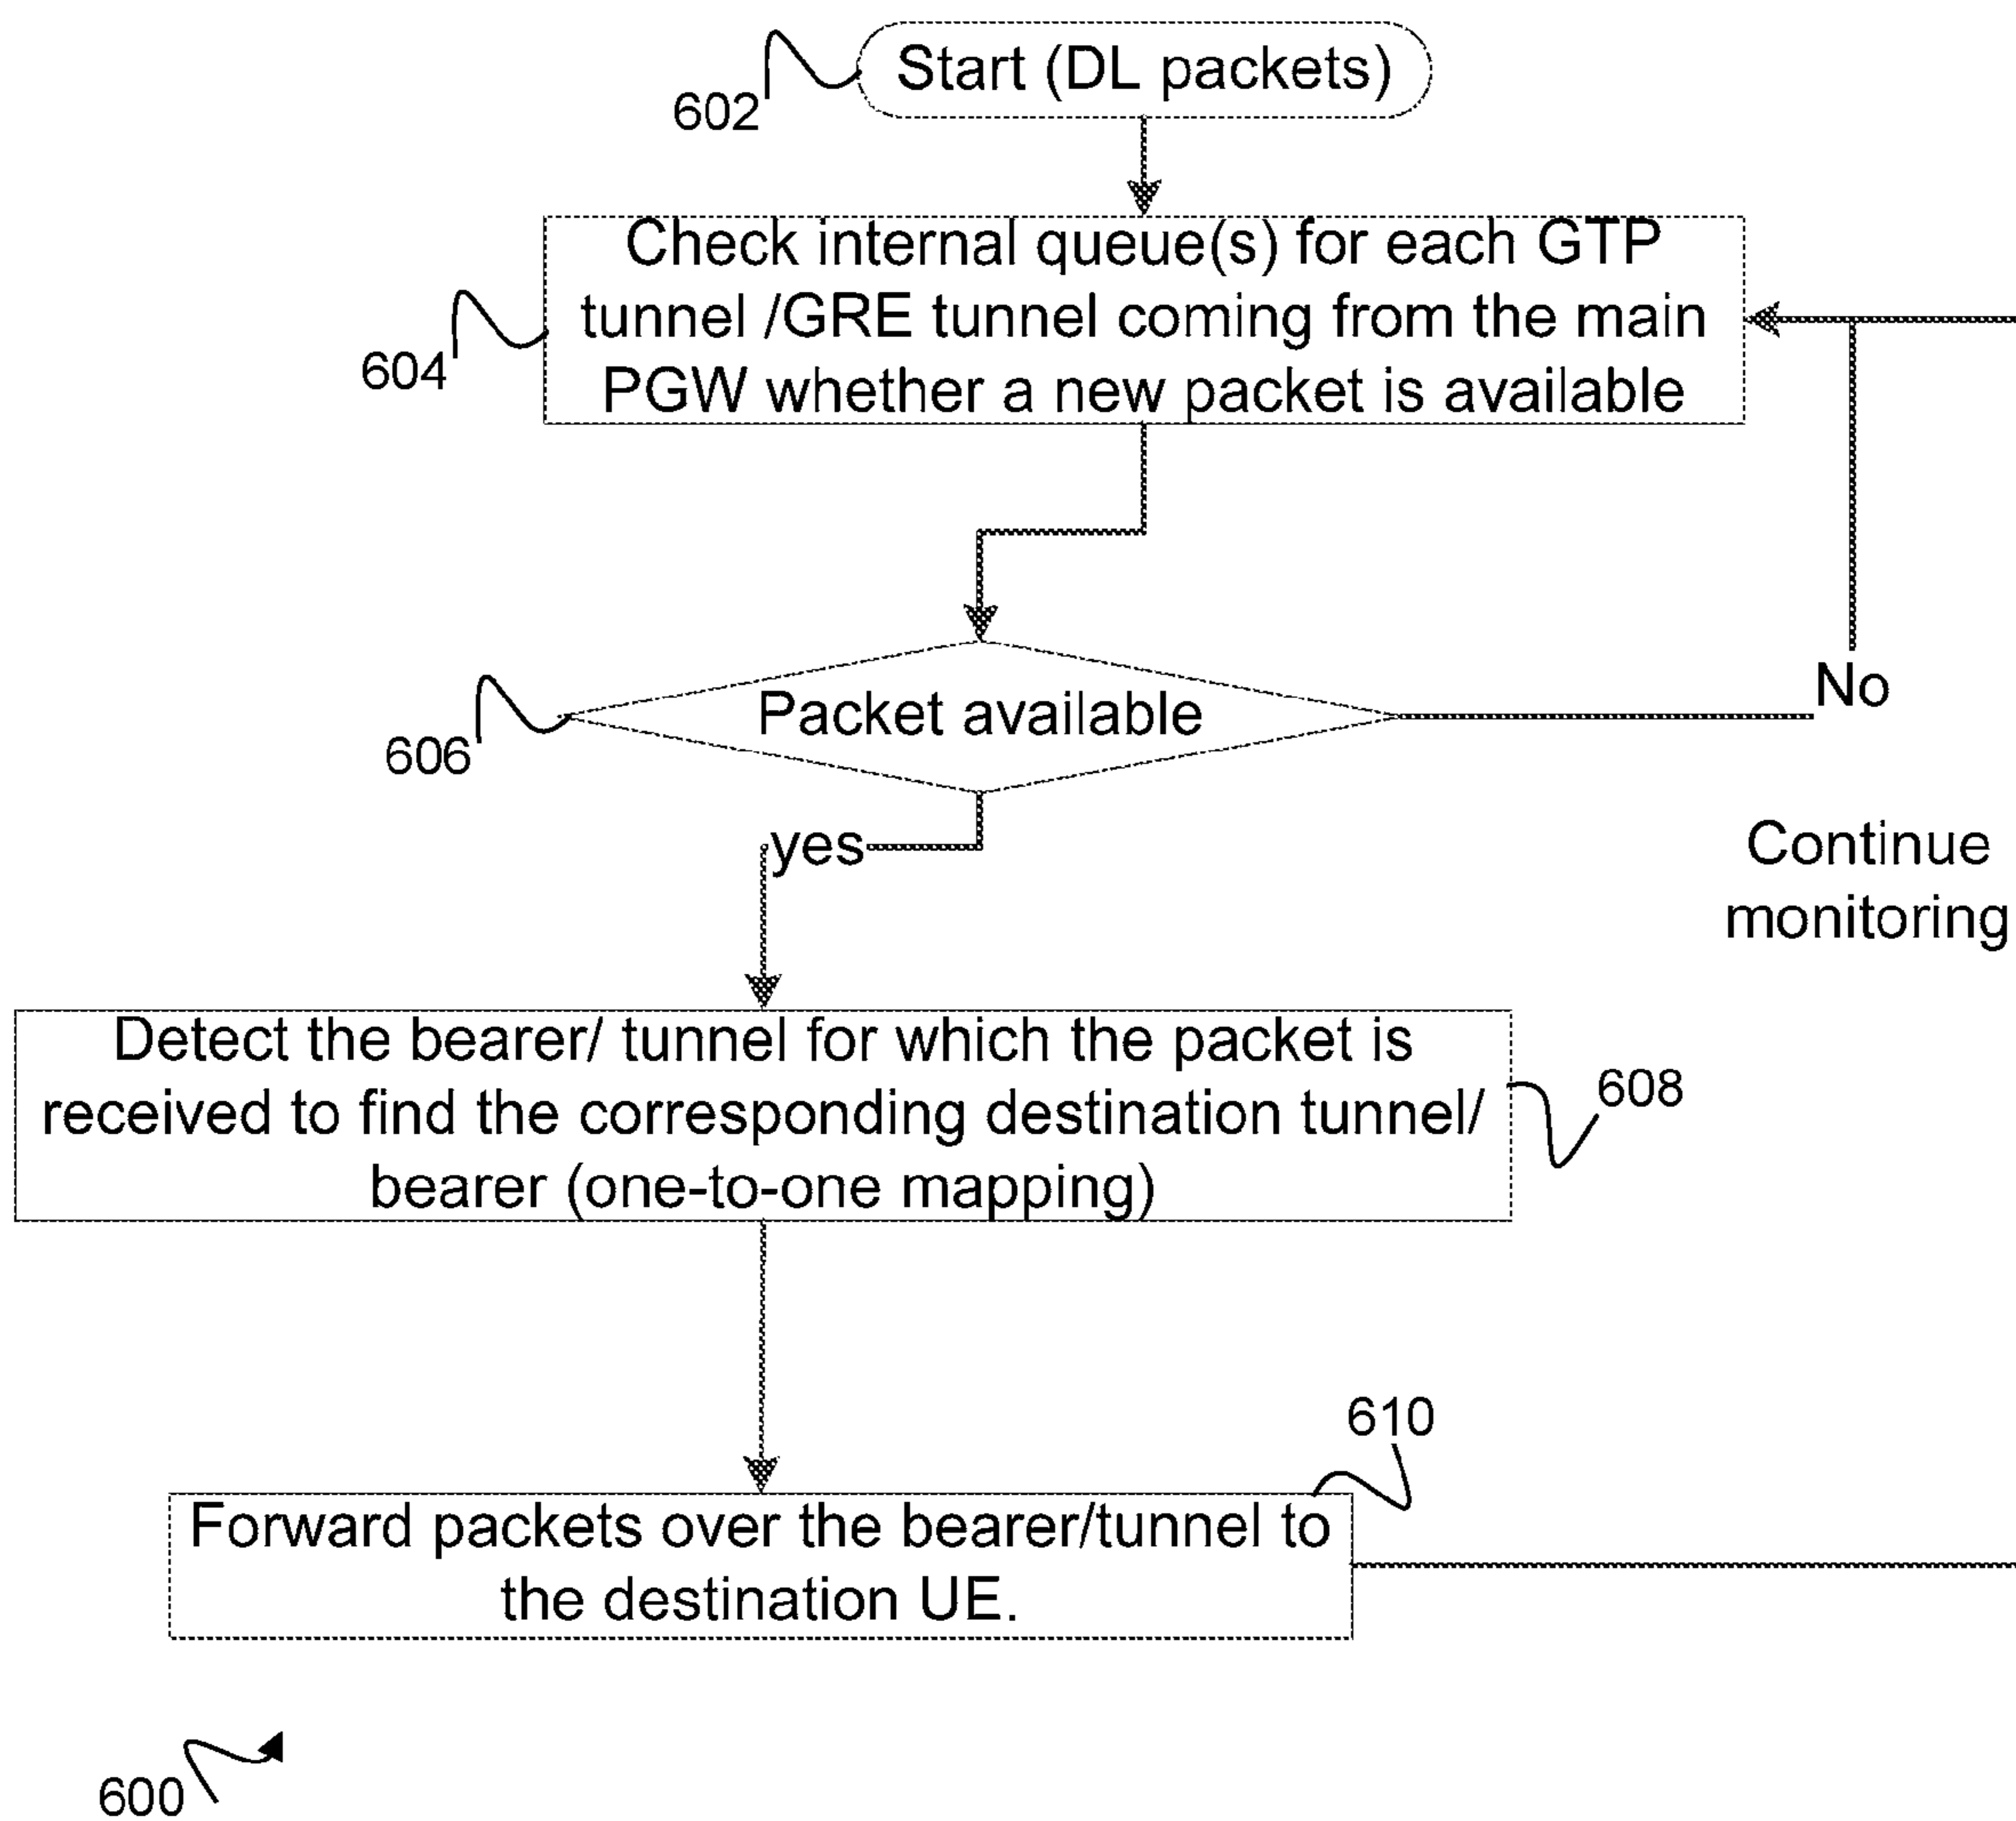 Start (DL packets)
602
Check internal queue(s) for each GTP
tunnel /GRE tunnel coming from the main
PGW whether a new packet is available
604
Packet available
No
606
yes
Continue
monitoring
Detect the bearer/ tunnel for which the packet is
received to find the corresponding destination tunnel/
bearer (one-to-one mapping)
608
610
Forward packets over the bearer/tunnel to
the destination UE.
600